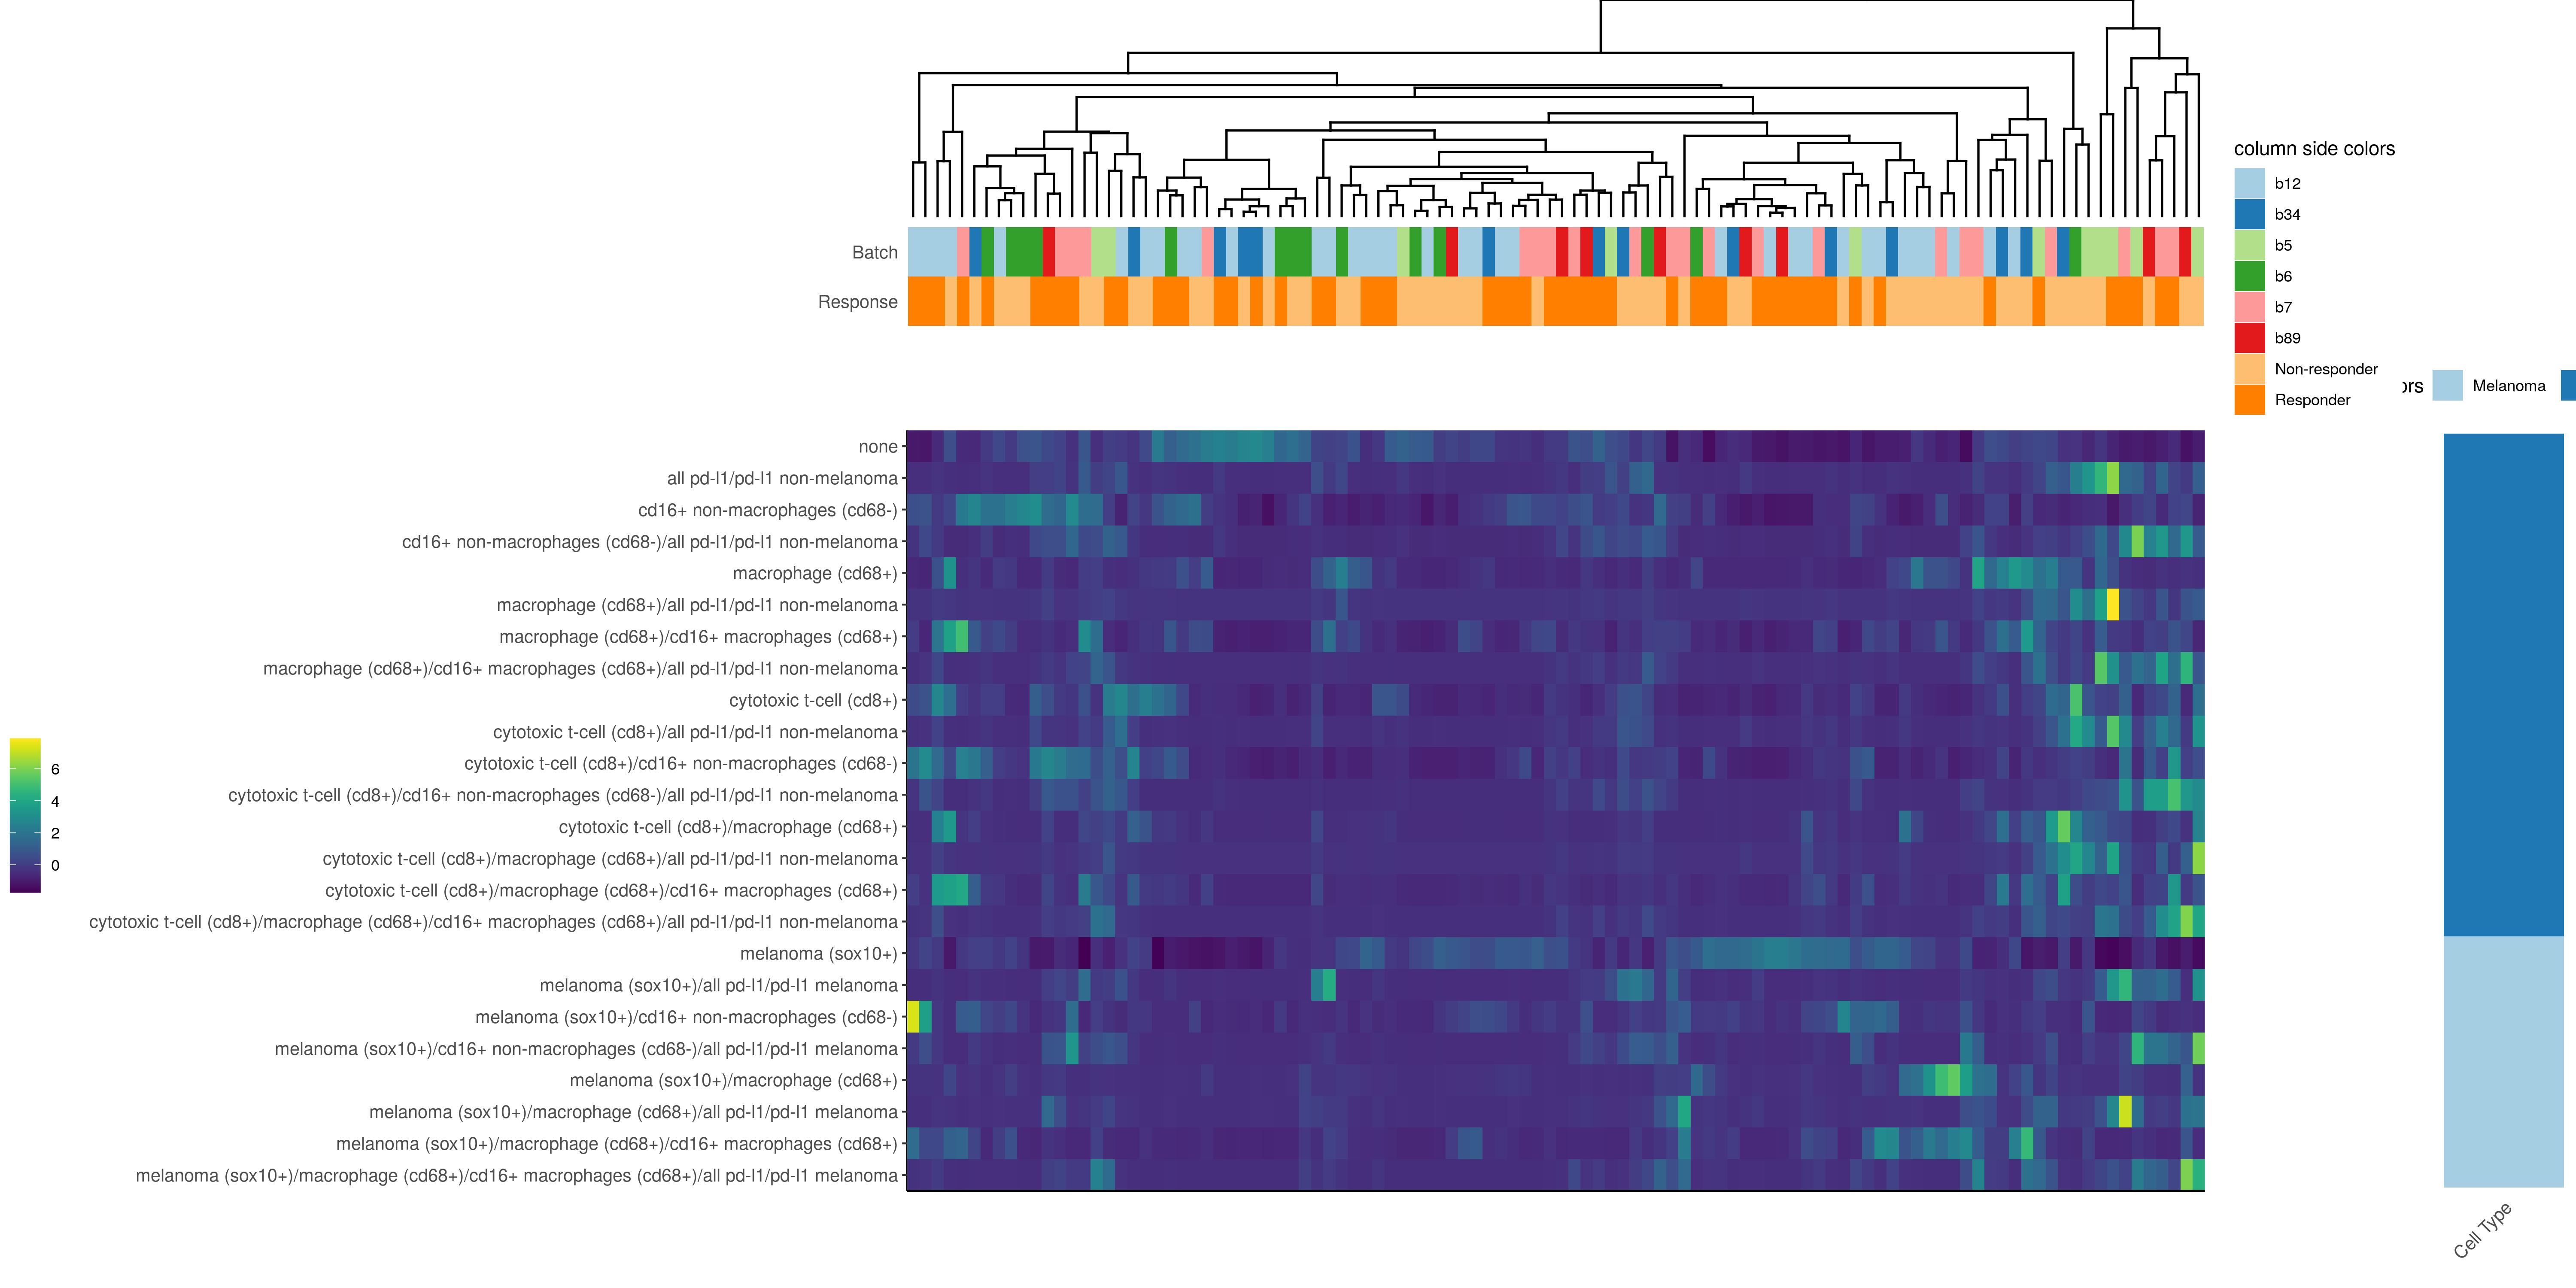 column side colors
b12
b34
b5
b6
b7
b89
Non-responder
Responder
Batch
Response
ors
Melanoma
none
all pd-l1/pd-l1 non-melanoma
cd16+ non-macrophages (cd68-)
cd16+ non-macrophages (cd68-)/all pd-l1/pd-l1 non-melanoma
macrophage (cd68+)
macrophage (cd68+)/all pd-l1/pd-l1 non-melanoma
macrophage (cd68+)/cd16+ macrophages (cd68+)
macrophage (cd68+)/cd16+ macrophages (cd68+)/all pd-l1/pd-l1 non-melanoma
cytotoxic t-cell (cd8+)
cytotoxic t-cell (cd8+)/all pd-l1/pd-l1 non-melanoma
cytotoxic t-cell (cd8+)/cd16+ non-macrophages (cd68-)
cytotoxic t-cell (cd8+)/cd16+ non-macrophages (cd68-)/all pd-l1/pd-l1 non-melanoma
cytotoxic t-cell (cd8+)/macrophage (cd68+)
cytotoxic t-cell (cd8+)/macrophage (cd68+)/all pd-l1/pd-l1 non-melanoma
cytotoxic t-cell (cd8+)/macrophage (cd68+)/cd16+ macrophages (cd68+)
cytotoxic t-cell (cd8+)/macrophage (cd68+)/cd16+ macrophages (cd68+)/all pd-l1/pd-l1 non-melanoma
melanoma (sox10+)
melanoma (sox10+)/all pd-l1/pd-l1 melanoma
melanoma (sox10+)/cd16+ non-macrophages (cd68-)
melanoma (sox10+)/cd16+ non-macrophages (cd68-)/all pd-l1/pd-l1 melanoma
melanoma (sox10+)/macrophage (cd68+)
melanoma (sox10+)/macrophage (cd68+)/all pd-l1/pd-l1 melanoma
melanoma (sox10+)/macrophage (cd68+)/cd16+ macrophages (cd68+)
melanoma (sox10+)/macrophage (cd68+)/cd16+ macrophages (cd68+)/all pd-l1/pd-l1 melanoma
6
4
2
0
Cell Type